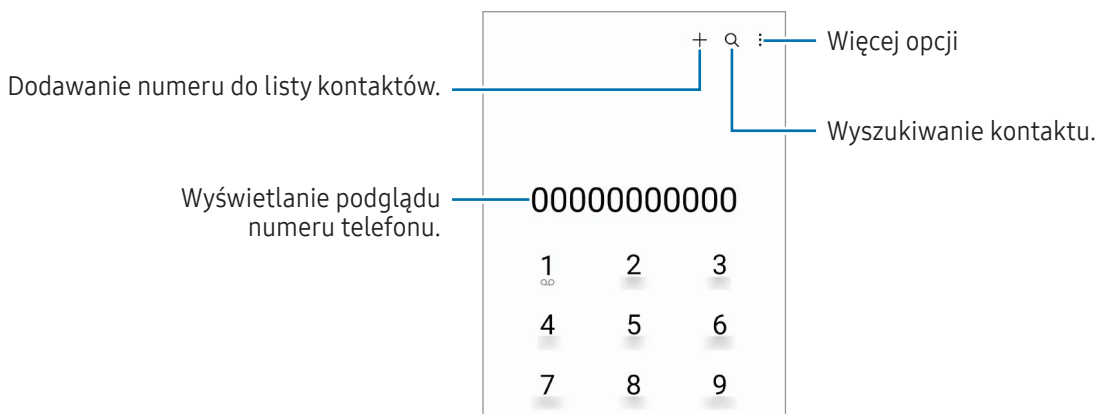 Więcej opcji
Dodawanie numeru do listy kontaktów.
Wyszukiwanie kontaktu.
Wyświetlanie podglądu
numeru telefonu.
00000000000
1 2 3
4 5 6
7 8 9